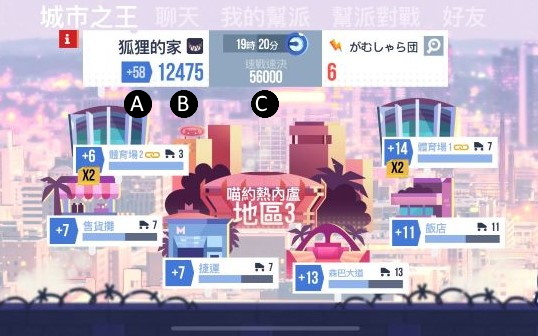 城市之王 聊天 我的幫派 幫派對戰 好友
狐狸的家
+58 12475
19時 20分
速戰速決
56000
がむしゃら団
6
A B C
+6 體育場2 3
X2
+14 體育場1 7
X2
喵約熱內盧
地區3
+7 售貨攤 7
+11 飯店 11
M
+7 捷運 7
+13 森巴大道 13